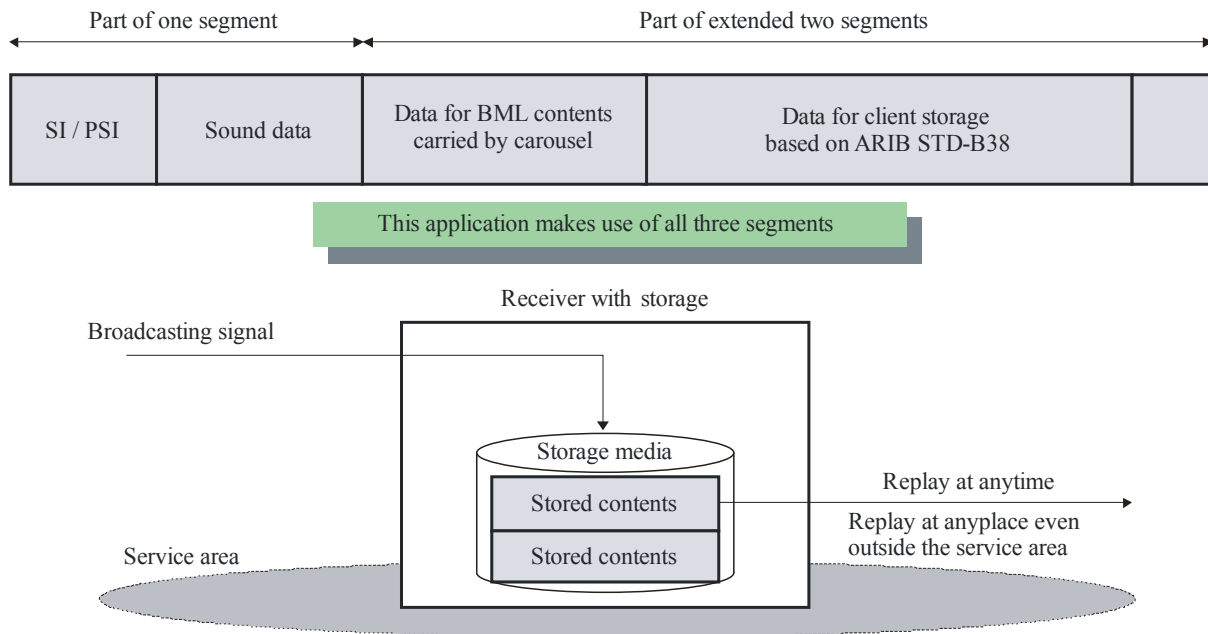 Part of one segment
Part of extended two segments
SI / PSI
Sound data
Data for BML contents
carried by carousel
Data for client storage
based on ARIB STD-B38
This application makes use of all three segments
Receiver with storage
Broadcasting signal
Storage media
Stored contents
Stored contents
Replay at anytime
Replay at anyplace even
outside the service area
Service area